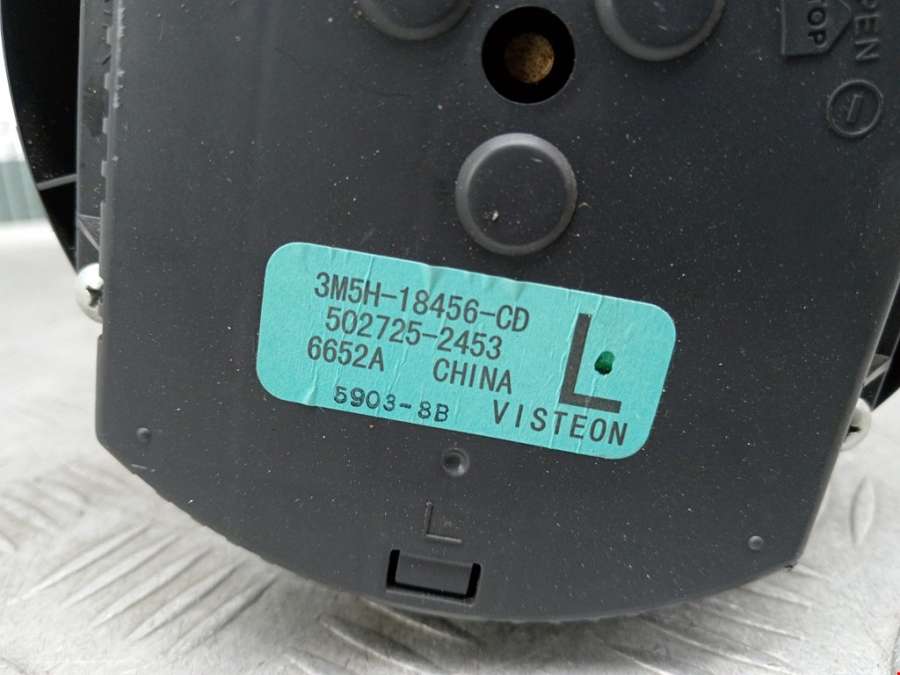 OPEN
TOP
3M5H-18456-CD
502725-2453
6652A CHINA
L
5903-8B VISTEON
L